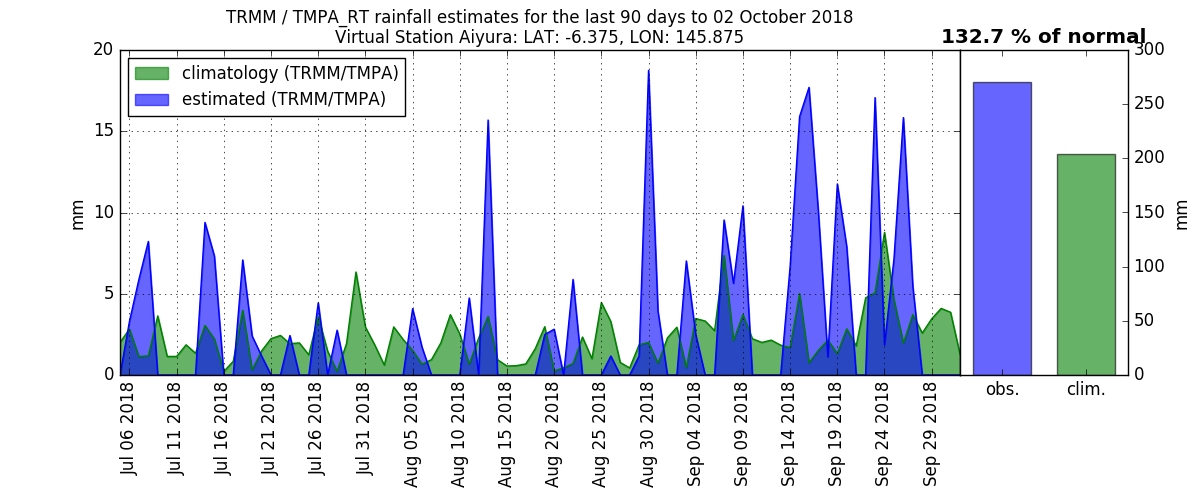 TRMM / TMPA_RT rainfall estimates for the last 90 days to 02 October 2018
Virtual Station Aiyura: LAT: -6.375, LON: 145.875
132.7 % of normal
climatology (TRMM/TMPA)
estimated (TRMM/TMPA)
20
15
10
5
0
mm
300
250
200
150
100
50
0
mm
obs.
clim.
Jul 06 2018
Jul 11 2018
Jul 16 2018
Jul 21 2018
Jul 26 2018
Jul 31 2018
Aug 05 2018
Aug 10 2018
Aug 15 2018
Aug 20 2018
Aug 25 2018
Aug 30 2018
Sep 04 2018
Sep 09 2018
Sep 14 2018
Sep 19 2018
Sep 24 2018
Sep 29 2018